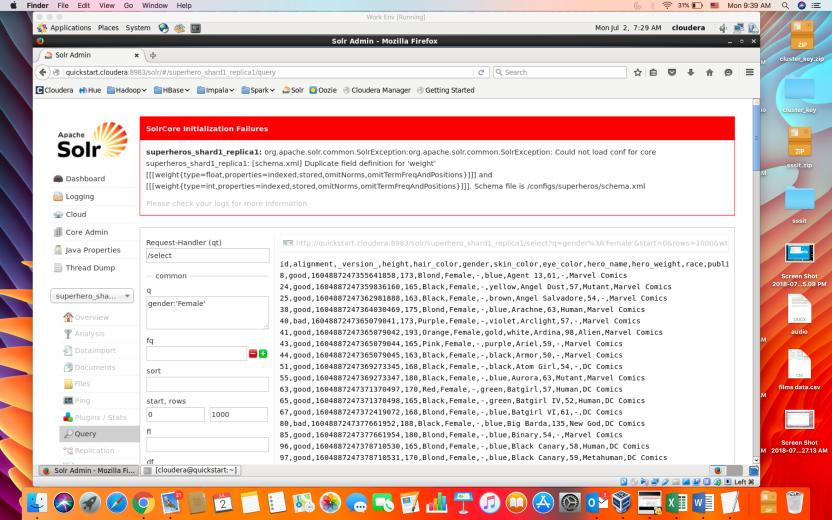 Finder File Edit View Go Window Help
31%
Mon 9:39 AM
Work Env [Running]
Applications Places System
Mon Jul 2, 7:29 AM cloudera
Solr Admin - Mozilla Firefox
Solr Admin
quickstart.cloudera:8983/solr/#/superhero_shard1_replica1/query
Search
Cloudera Hue Hadoop HBase Impala Spark Solr Oozie Cloudera Manager Getting Started
Apache
Solr
Dashboard
Logging
Cloud
Core Admin
Java Properties
Thread Dump
superhero_sha...
Overview
Analysis
Dataimport
Documents
Files
Ping
Plugins / Stats
Query
Replication
SolrCore Initialization Failures
superheros_shard1_replica1: org.apache.solr.common.SolrException:org.apache.solr.common.SolrException: Could not load conf for core
superheros_shard1_replica1: [schema.xml] Duplicate field definition for 'weight'
[[[weight{type=float,properties=indexed,stored,omitNorms,omitTermFreqAndPositions}]]] and
[[[weight{type=int,properties=indexed,stored,omitNorms,omitTermFreqAndPositions}]]]. Schema file is /configs/superheros/schema.xml
Please check your logs for more information
Request-Handler (qt)
/select
common
q
gender:'Female'
fq
sort
start, rows
0
1000
fl
df
http://quickstart.cloudera:8983/solr/superhero_shard1_replica1/select?q=gender%3A'Female'&start=0&rows=1000&wt
id,alignment,_version_,height,hair_color,gender,skin_color,eye_color,hero_name,hero_weight,race,publi
8,good,1604887247355641858,173,Blond,Female,-,blue,Agent 13,61,-,Marvel Comics
24,good,1604887247359836160,165,Black,Female,-,yellow,Angel Dust,57,Mutant,Marvel Comics
25,good,1604887247362981888,163,Black,Female,-,brown,Angel Salvadore,54,-,Marvel Comics
38,good,1604887247364030469,175,Blond,Female,-,blue,Arachne,63,Human,Marvel Comics
40,bad,1604887247365079041,173,Purple,Female,-,violet,Arclight,57,-,Marvel Comics
41,good,1604887247365079042,193,Orange,Female,gold,white,Ardina,98,Alien,Marvel Comics
43,good,1604887247365079044,165,Pink,Female,-,purple,Ariel,59,-,Marvel Comics
44,good,1604887247365079045,163,Black,Female,-,black,Armor,50,-,Marvel Comics
51,good,1604887247369273345,168,Black,Female,-,black,Atom Girl,54,-,DC Comics
55,good,1604887247369273347,180,Black,Female,-,blue,Aurora,63,Mutant,Marvel Comics
63,good,1604887247371370497,170,Red,Female,-,green,Batgirl,57,Human,DC Comics
65,good,1604887247371370498,165,Black,Female,-,green,Batgirl IV,52,Human,DC Comics
67,good,1604887247372419072,168,Blond,Female,-,blue,Batgirl VI,61,-,DC Comics
80,bad,1604887247377661952,188,Black,Female,-,blue,Big Barda,135,New God,DC Comics
85,good,1604887247377661954,180,Blond,Female,-,blue,Binary,54,-,Marvel Comics
96,good,1604887247378710530,165,Blond,Female,-,blue,Black Canary,58,Human,DC Comics
97,good,1604887247378710531,170,Blond,Female,-,blue,Black Canary,59,Metahuman,DC Comics
Solr Admin - Mozilla Fi...
[cloudera@quickstart:~]
Left ⌘
ZIP
cluster_key.zip
cluster_key
ZIP
ssslt.zip
sssit
Screen Shot
2018-07...5.09 PM
DOCX
audio
CSV
films data.csv
Screen Shot
2018-07...27.13 AM
2
ZIP